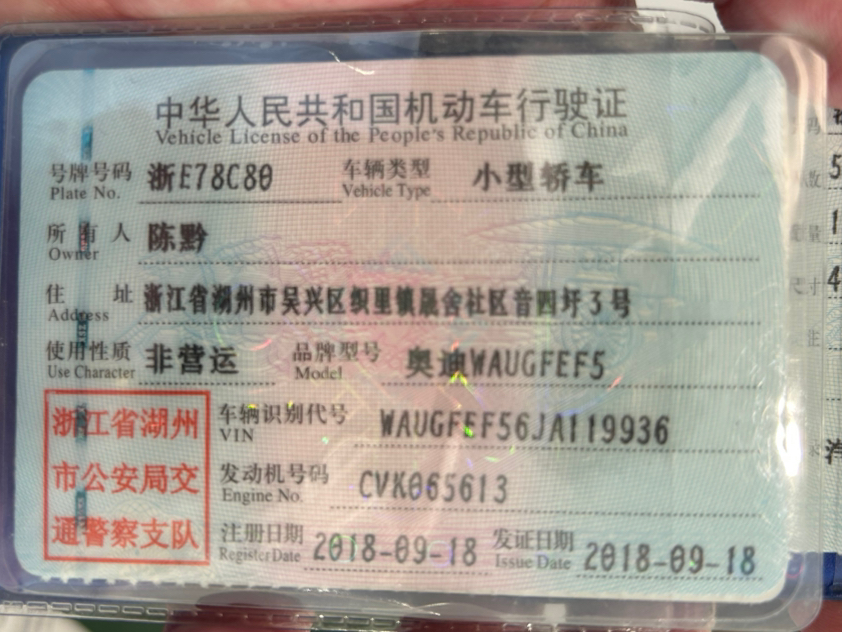 中华人民共和国机动车行驶证
Vehicle License of the People's Republic of China
号牌号码 浙E78C80 车辆类型 小型轿车
Plate No. Vehicle Type
所有人 陈黔
Owner
住址 浙江省湖州市吴兴区织里镇晟舍社区音四圩3号
Address
使用性质 非营运 品牌型号 奥迪WAUGFEF5
Use Character Model
浙江省湖州 车辆识别代号 WAUGFEF56JA119936
VIN
市公安局交 发动机号码 CVK065613
Engine No.
通警察支队 注册日期 2018-09-18 发证日期 2018-09-18
Register Date Issue Date